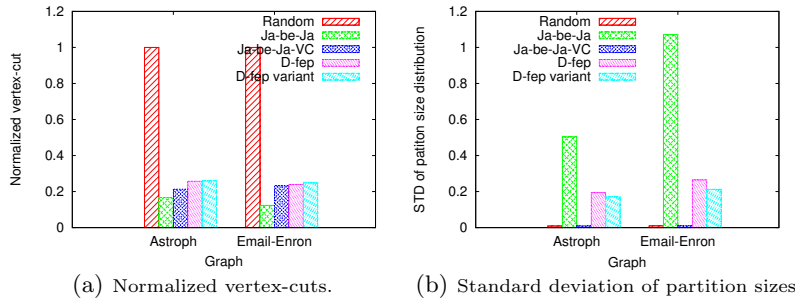 Normalized vertex-cut
1.2
1
0.8
0.6
0.4
0.2
0
Random
Ja-be-Ja
Ja-be-Ja-VC
D-fep
D-fep variant
Astroph
Email-Enron
Graph
(a) Normalized vertex-cuts.
STD of patiton size distribution
1.2
1
0.8
0.6
0.4
0.2
0
Random
Ja-be-Ja
Ja-be-Ja-VC
D-fep
D-fep variant
Astroph
Email-Enron
Graph
(b) Standard deviation of partition sizes